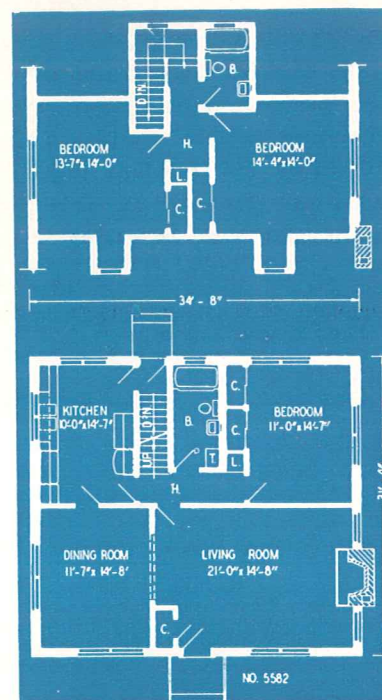 DN.
B.
BEDROOM
13'-7" x 14'-0"
H.
BEDROOM
14'-4" x 14'-0"
L.
C.
C.
34' - 8"
KITCHEN
10'-0" x 14'-7"
UP
DN.
B.
C.
C.
BEDROOM
11'-0" x 14'-7"
T.
L.
H.
DINING ROOM
11'-7" x 14'-8"
LIVING ROOM
21'-0" x 14'-8"
C.
NO. 5582